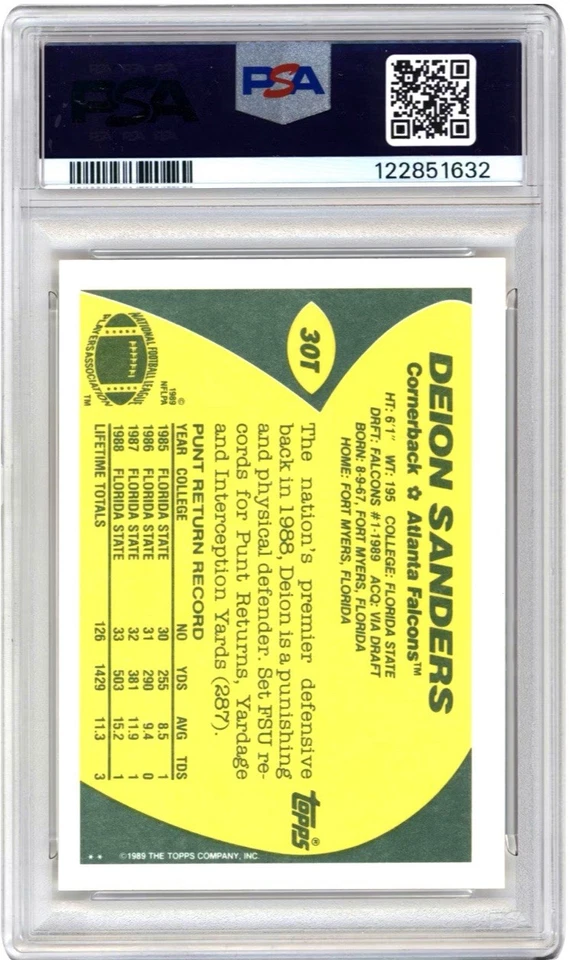 PSA
PSA
122851632
30T
DEION SANDERS
Cornerback ✿ Atlanta Falcons™
HT: 6'1" WT: 195 COLLEGE: FLORIDA STATE
DRFT: FALCONS #1-1989 ACQ: VIA DRAFT
BORN: 8-9-67, FORT MYERS, FLORIDA
HOME: FORT MYERS, FLORIDA
The nation's premier defensive
back in 1988, Deion is a punishing
and physical defender. Set FSU re-
cords for Punt Returns, Yardage
and Interception Yards (287).
topps®
PUNT RETURN RECORD
YEAR COLLEGE NO YDS AVG TDS
1985 FLORIDA STATE 30 255 8.5 1
1986 FLORIDA STATE 31 290 9.4 0
1987 FLORIDA STATE 32 381 11.9 1
1988 FLORIDA STATE 33 503 15.2 1
LIFETIME TOTALS 126 1429 11.3 3
©
1989
NFLPA
NATIONAL FOOTBALL LEAGUE
PLAYERS ASSOCIATION
™
** ©1989 THE TOPPS COMPANY, INC.